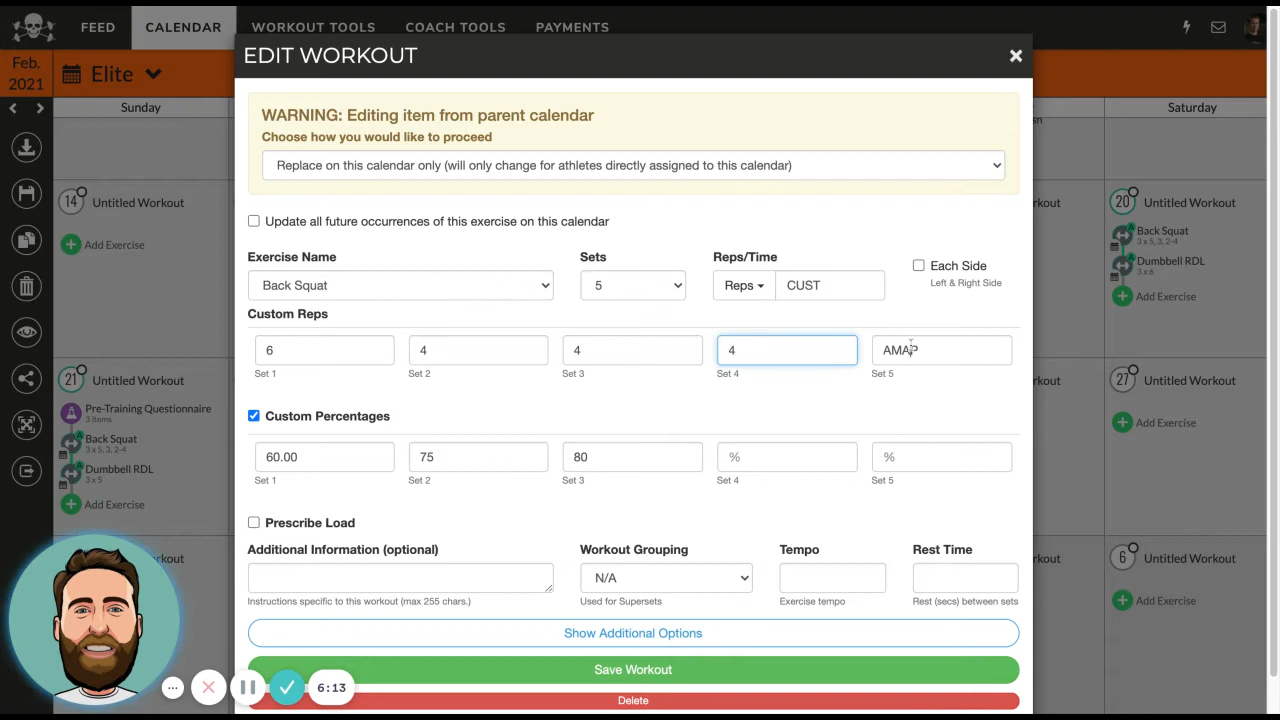 FEED CALENDAR WORKOUT TOOLS COACH TOOLS PAYMENTS
EDIT WORKOUT
Feb.
2021
Elite
Sunday
Saturday
WARNING: Editing item from parent calendar
Choose how you would like to proceed
Replace on this calendar only (will only change for athletes directly assigned to this calendar)
14 Untitled Workout
Add Exercise
20 Untitled Workout
Back Squat
3 x 5, 3, 2-4
Dumbbell RDL
3 x 6
Add Exercise
Update all future occurrences of this exercise on this calendar
Exercise Name Sets Reps/Time
Back Squat 5 Reps CUST
Each Side
Left & Right Side
Custom Reps
6 4 4 4 AMAP
Set 1 Set 2 Set 3 Set 4 Set 5
21 Untitled Workout
Pre-Training Questionnaire
3 items
Back Squat
3 x 5, 3, 2-4
Dumbbell RDL
3 x 5
Add Exercise
27 Untitled Workout
Add Exercise
Custom Percentages
60.00 75 80 % %
Set 1 Set 2 Set 3 Set 4 Set 5
Prescribe Load
Additional Information (optional) Workout Grouping Tempo Rest Time
N/A
Instructions specific to this workout (max 255 chars.) Used for Supersets Exercise tempo Rest (secs) between sets
6 Untitled Workout
Add Exercise
Show Additional Options
Save Workout
Delete
6:13